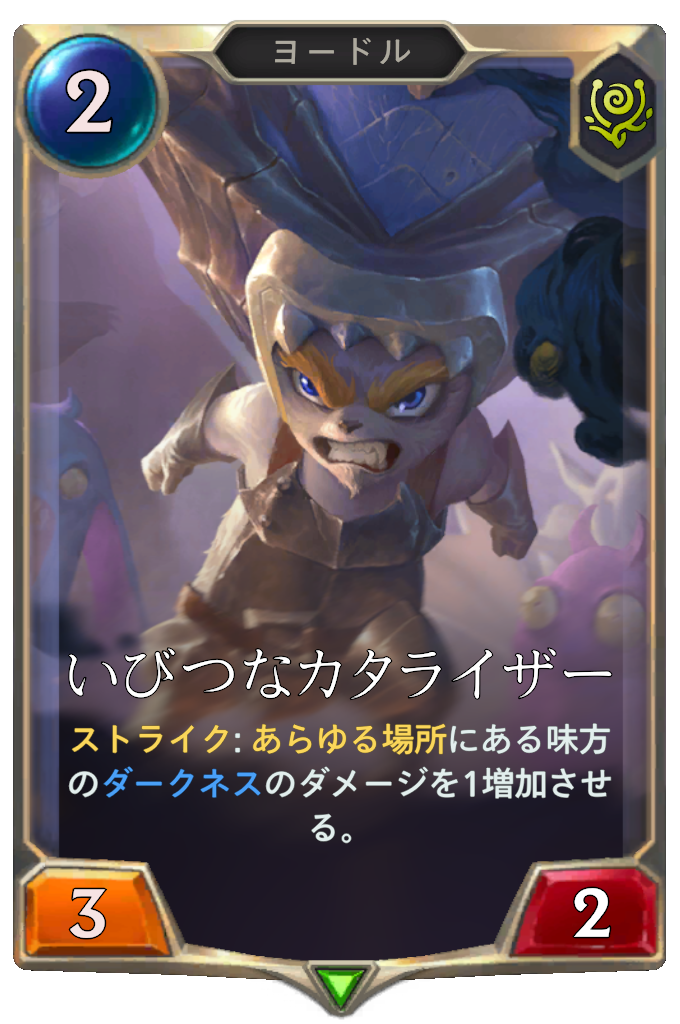 ヨードル
2
いびつなカタライザー
ストライク: あらゆる場所にある味方
のダークネスのダメージを1増加させ
る。
3
2